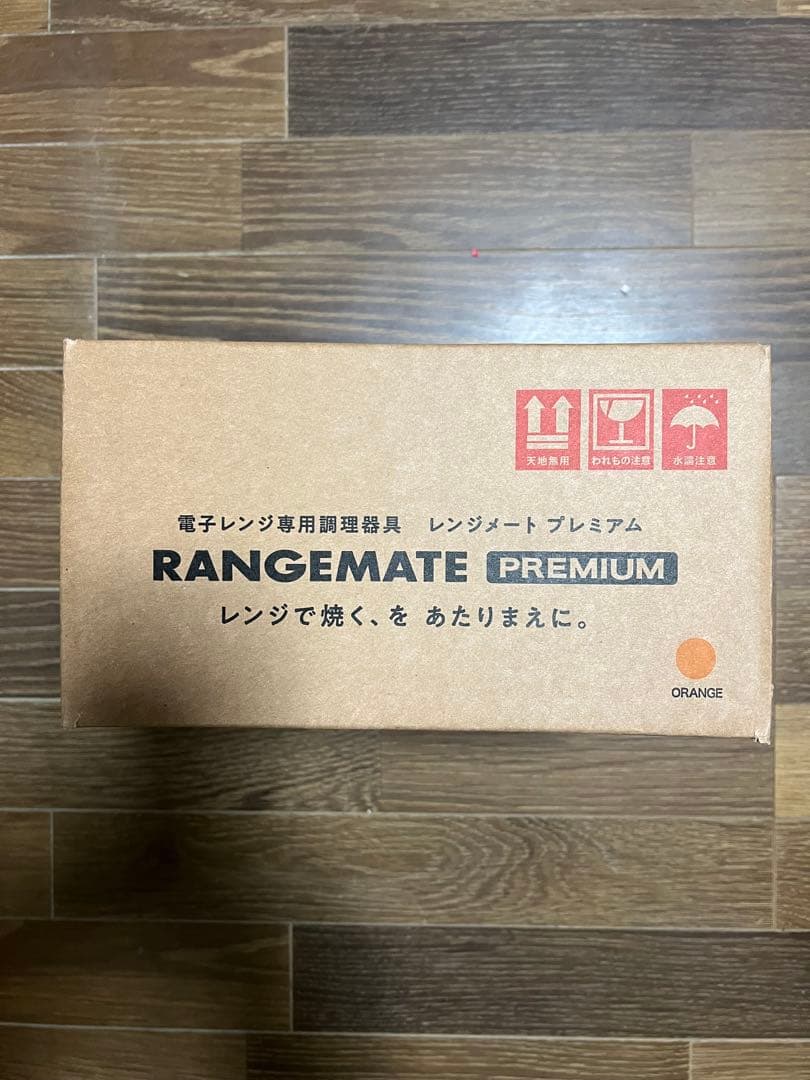 天地無用 われもの注意 水濡注意
電子レンジ専用調理器具 レンジメート プレミアム
RANGEMATE PREMIUM
レンジで焼く、を あたりまえに。
ORANGE